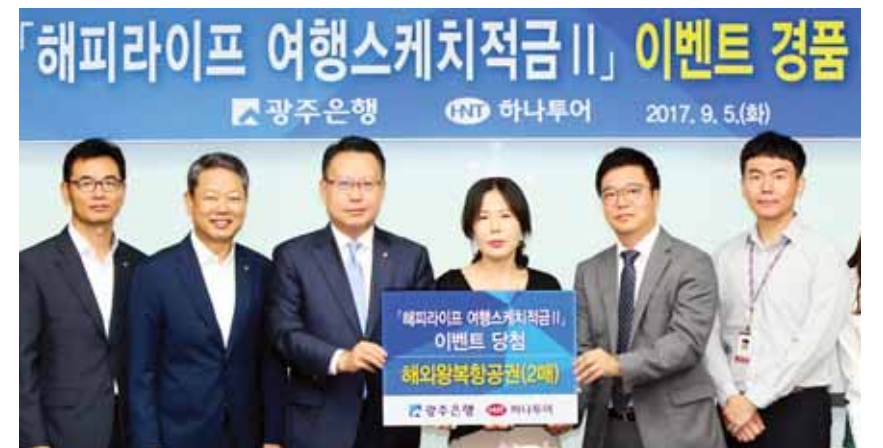 「해피라이프 여행스케치적금Ⅱ」 이벤트 경품
광주은행 HNT 하나투어 2017. 9. 5.(화)
「해피라이프 여행스케치적금Ⅱ」
이벤트 당첨
해외왕복항공권(2매)
광주은행 HNT 하나투어